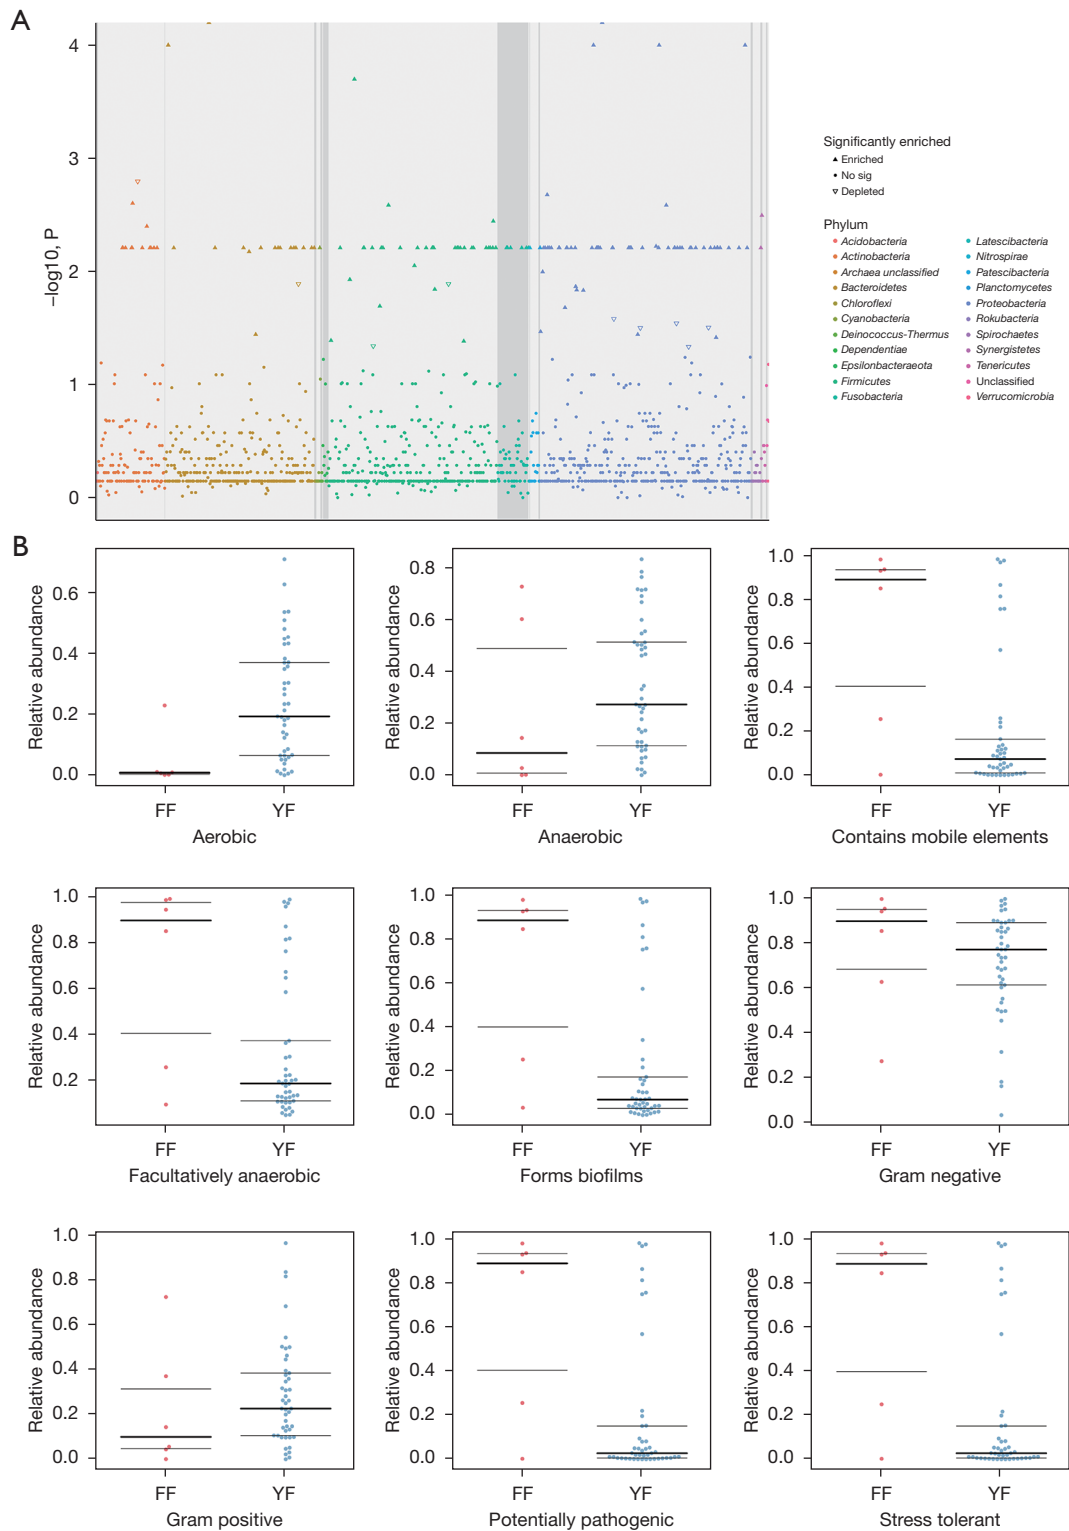 A
−log10, P
4
3
2
1
0
Significantly enriched
Enriched
No sig
Depleted
Phylum
Acidobacteria
Actinobacteria
Archaea unclassified
Bacteroidetes
Chloroflexi
Cyanobacteria
Deinococcus-Thermus
Dependentiae
Epsilonbacteraeota
Firmicutes
Fusobacteria
Latescibacteria
Nitrospirae
Patescibacteria
Planctomycetes
Proteobacteria
Rokubacteria
Spirochaetes
Synergistetes
Tenericutes
Unclassified
Verrucomicrobia
B
Relative abundance
0.6
0.4
0.2
0.0
FF YF
Aerobic
Relative abundance
0.8
0.6
0.4
0.2
0.0
FF YF
Anaerobic
Relative abundance
1.0
0.8
0.6
0.4
0.2
0.0
FF YF
Contains mobile elements
Relative abundance
1.0
0.8
0.6
0.4
0.2
FF YF
Facultatively anaerobic
Relative abundance
1.0
0.8
0.6
0.4
0.2
0.0
FF YF
Forms biofilms
Relative abundance
1.0
0.8
0.6
0.4
0.2
0.0
FF YF
Gram negative
Relative abundance
1.0
0.8
0.6
0.4
0.2
0.0
FF YF
Gram positive
Relative abundance
1.0
0.8
0.6
0.4
0.2
0.0
FF YF
Potentially pathogenic
Relative abundance
1.0
0.8
0.6
0.4
0.2
0.0
FF YF
Stress tolerant